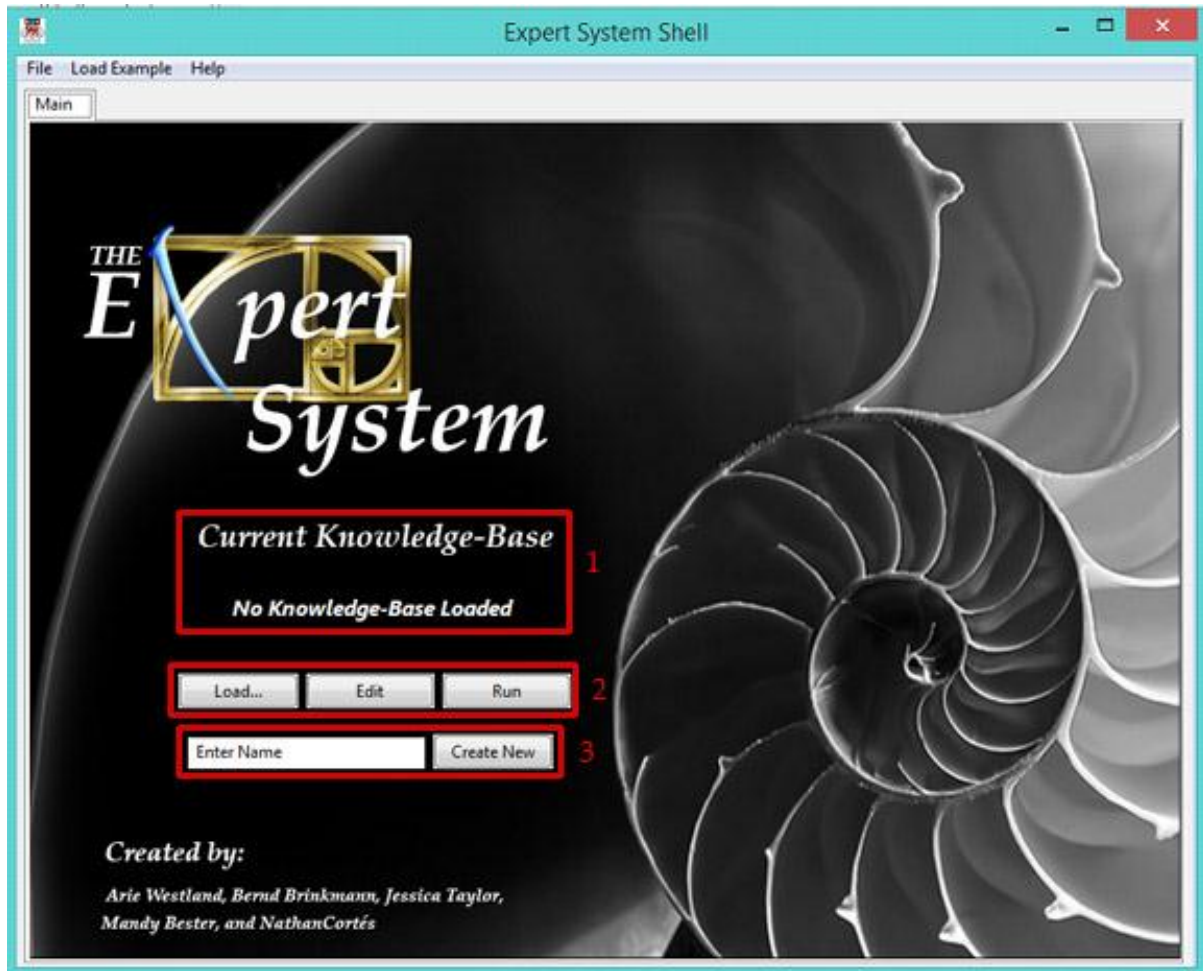 Expert System Shell
File Load Example Help
Main
THE
Expert
System
Current Knowledge-Base
1
No Knowledge-Base Loaded
Load... Edit Run 2
Enter Name Create New 3
Created by:
Arie Westland, Bernd Brinkmann, Jessica Taylor,
Mandy Bester, and NathanCortés